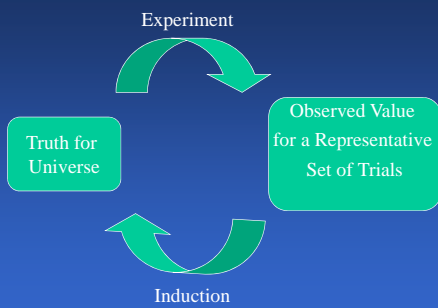 Experiment
Truth for
Universe
Observed Value
for a Representative
Set of Trials
Induction